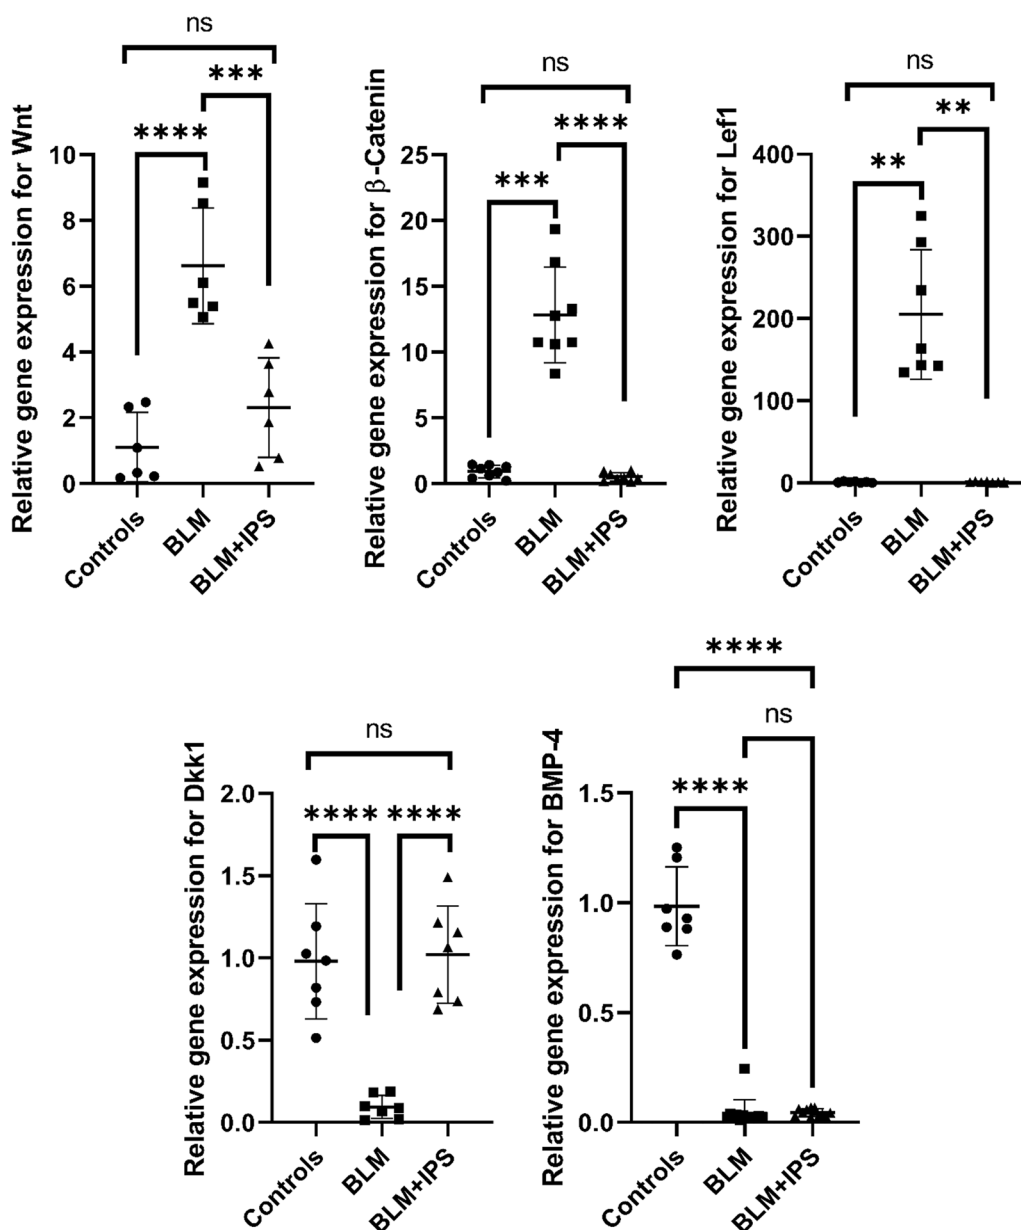 ns
***
****
Relative gene expression for Wnt
10
8
6
4
2
0
Controls
BLM
BLM+IPS
ns
****
***
Relative gene expression for β-Catenin
25
20
15
10
5
0
Controls
BLM
BLM+IPS
ns
**
**
Relative gene expression for Lef1
400
300
200
100
0
Controls
BLM
BLM+IPS
ns
**** ****
Relative gene expression for Dkk1
2.0
1.5
1.0
0.5
0.0
Controls
BLM
BLM+IPS
****
ns
****
Relative gene expression for BMP-4
1.5
1.0
0.5
0.0
Controls
BLM
BLM+IPS